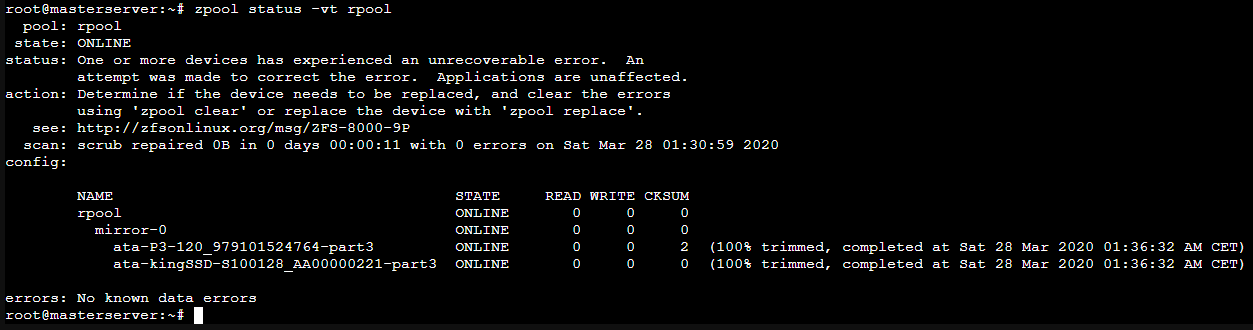 root@masterserver:~# zpool status -vt rpool
pool: rpool
state: ONLINE
status: One or more devices has experienced an unrecoverable error.  An
attempt was made to correct the error.  Applications are unaffected.
action: Determine if the device needs to be replaced, and clear the errors
using 'zpool clear' or replace the device with 'zpool replace'.
see: http://zfsonlinux.org/msg/ZFS-8000-9P
scan: scrub repaired 0B in 0 days 00:00:11 with 0 errors on Sat Mar 28 01:30:59 2020
config:
NAME STATE READ WRITE CKSUM
rpool ONLINE 0 0 0
mirror-0 ONLINE 0 0 0
ata-P3-120_979101524764-part3 ONLINE 0 0 2 (100% trimmed, completed at Sat 28 Mar 2020 01:36:32 AM CET)
ata-kingSSD-S100128_AA00000221-part3 ONLINE 0 0 0 (100% trimmed, completed at Sat 28 Mar 2020 01:36:32 AM CET)
errors: No known data errors
root@masterserver:~#